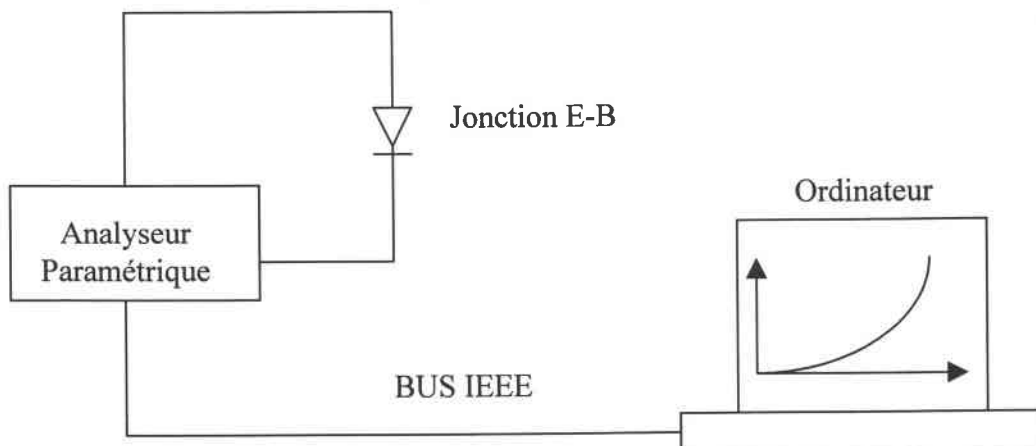 Jonction E-B
Ordinateur
Analyseur
Paramétrique
BUS IEEE